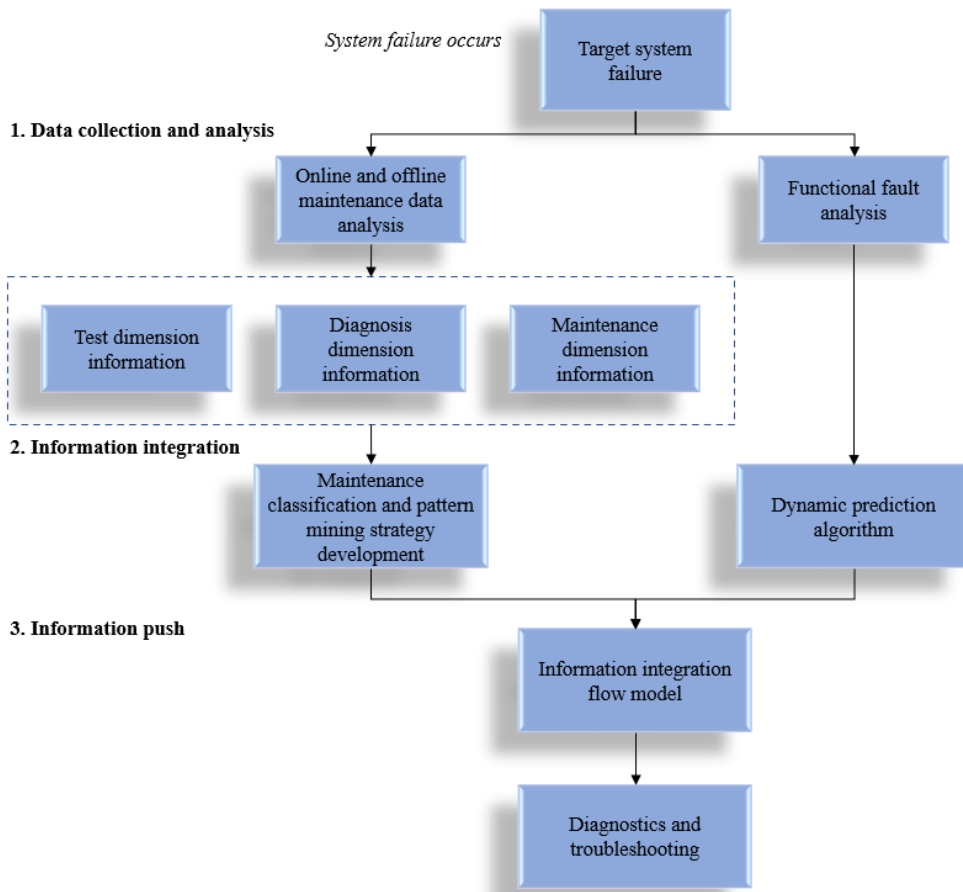 System failure occurs
Target system
failure
1. Data collection and analysis
Online and offline
maintenance data
analysis
Functional fault
analysis
Test dimension
information
Diagnosis
dimension
information
Maintenance
dimension
information
2. Information integration
Maintenance
classification and pattern
mining strategy
development
Dynamic prediction
algorithm
3. Information push
Information integration
flow model
Diagnostics and
troubleshooting